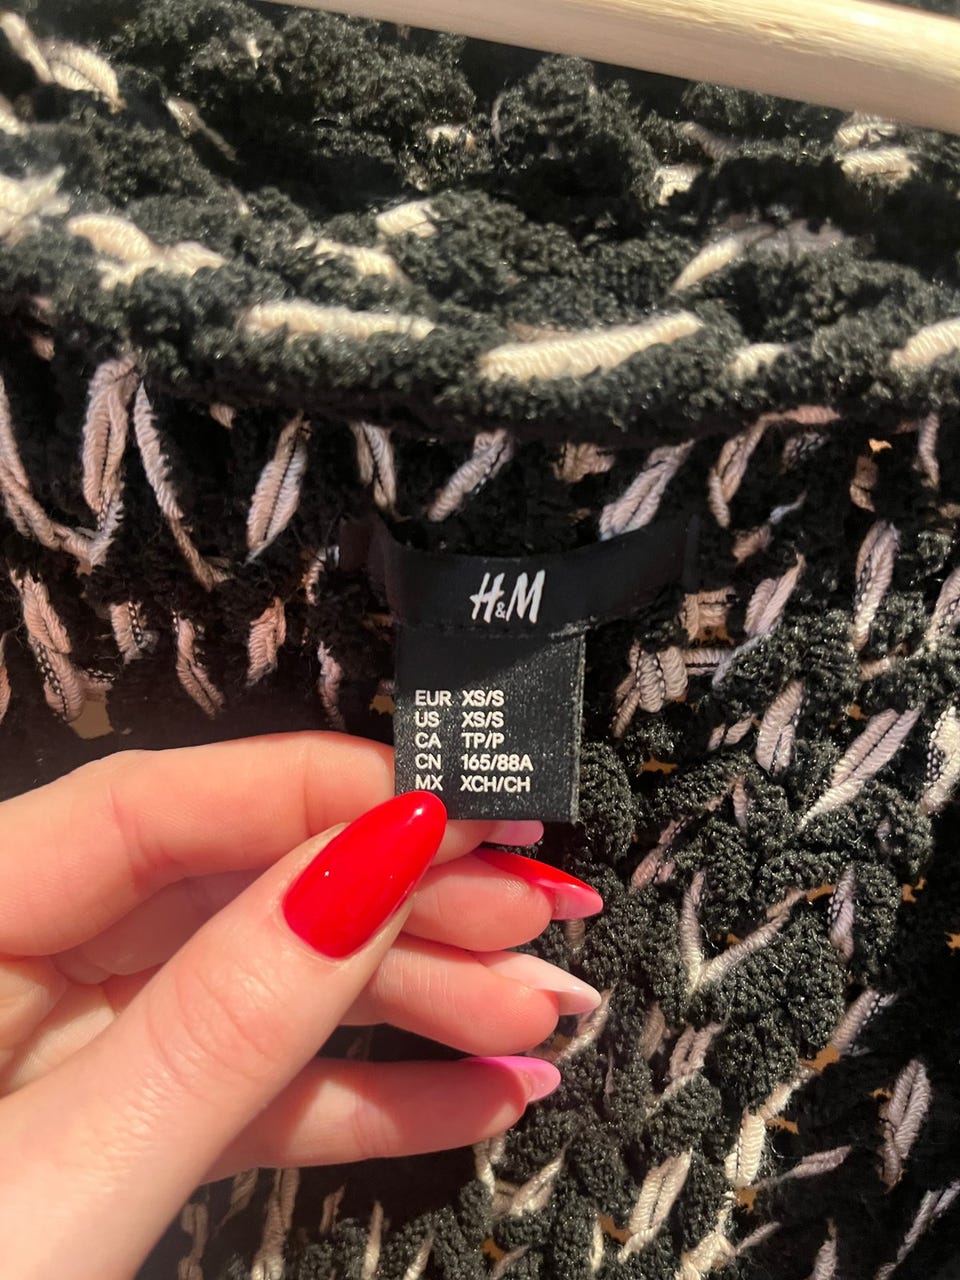 H&M
EUR XS/S
US XS/S
CA TP/P
CN 165/88A
MX XCH/CH